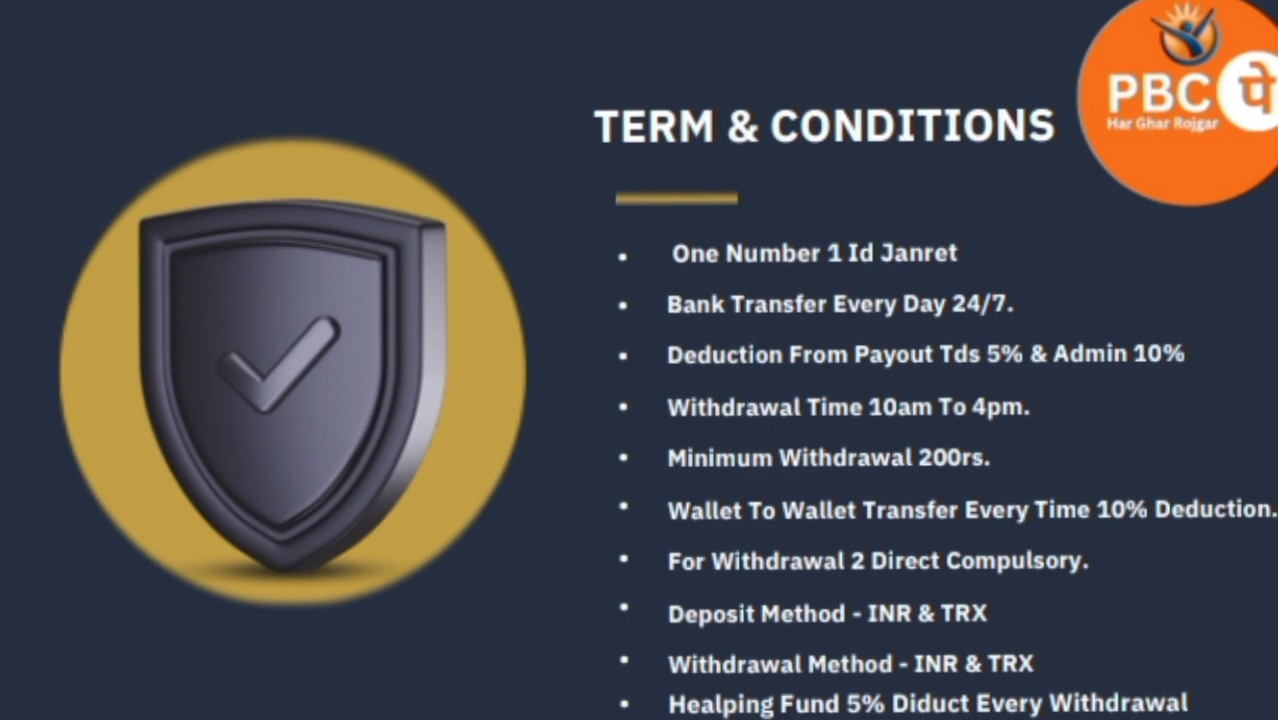 PBC पे
Har Ghar Rojgar
TERM & CONDITIONS
• One Number 1 Id Janret
• Bank Transfer Every Day 24/7.
• Deduction From Payout Tds 5% & Admin 10%
• Withdrawal Time 10am To 4pm.
• Minimum Withdrawal 200rs.
• Wallet To Wallet Transfer Every Time 10% Deduction.
• For Withdrawal 2 Direct Compulsory.
• Deposit Method - INR & TRX
• Withdrawal Method - INR & TRX
• Healping Fund 5% Diduct Every Withdrawal